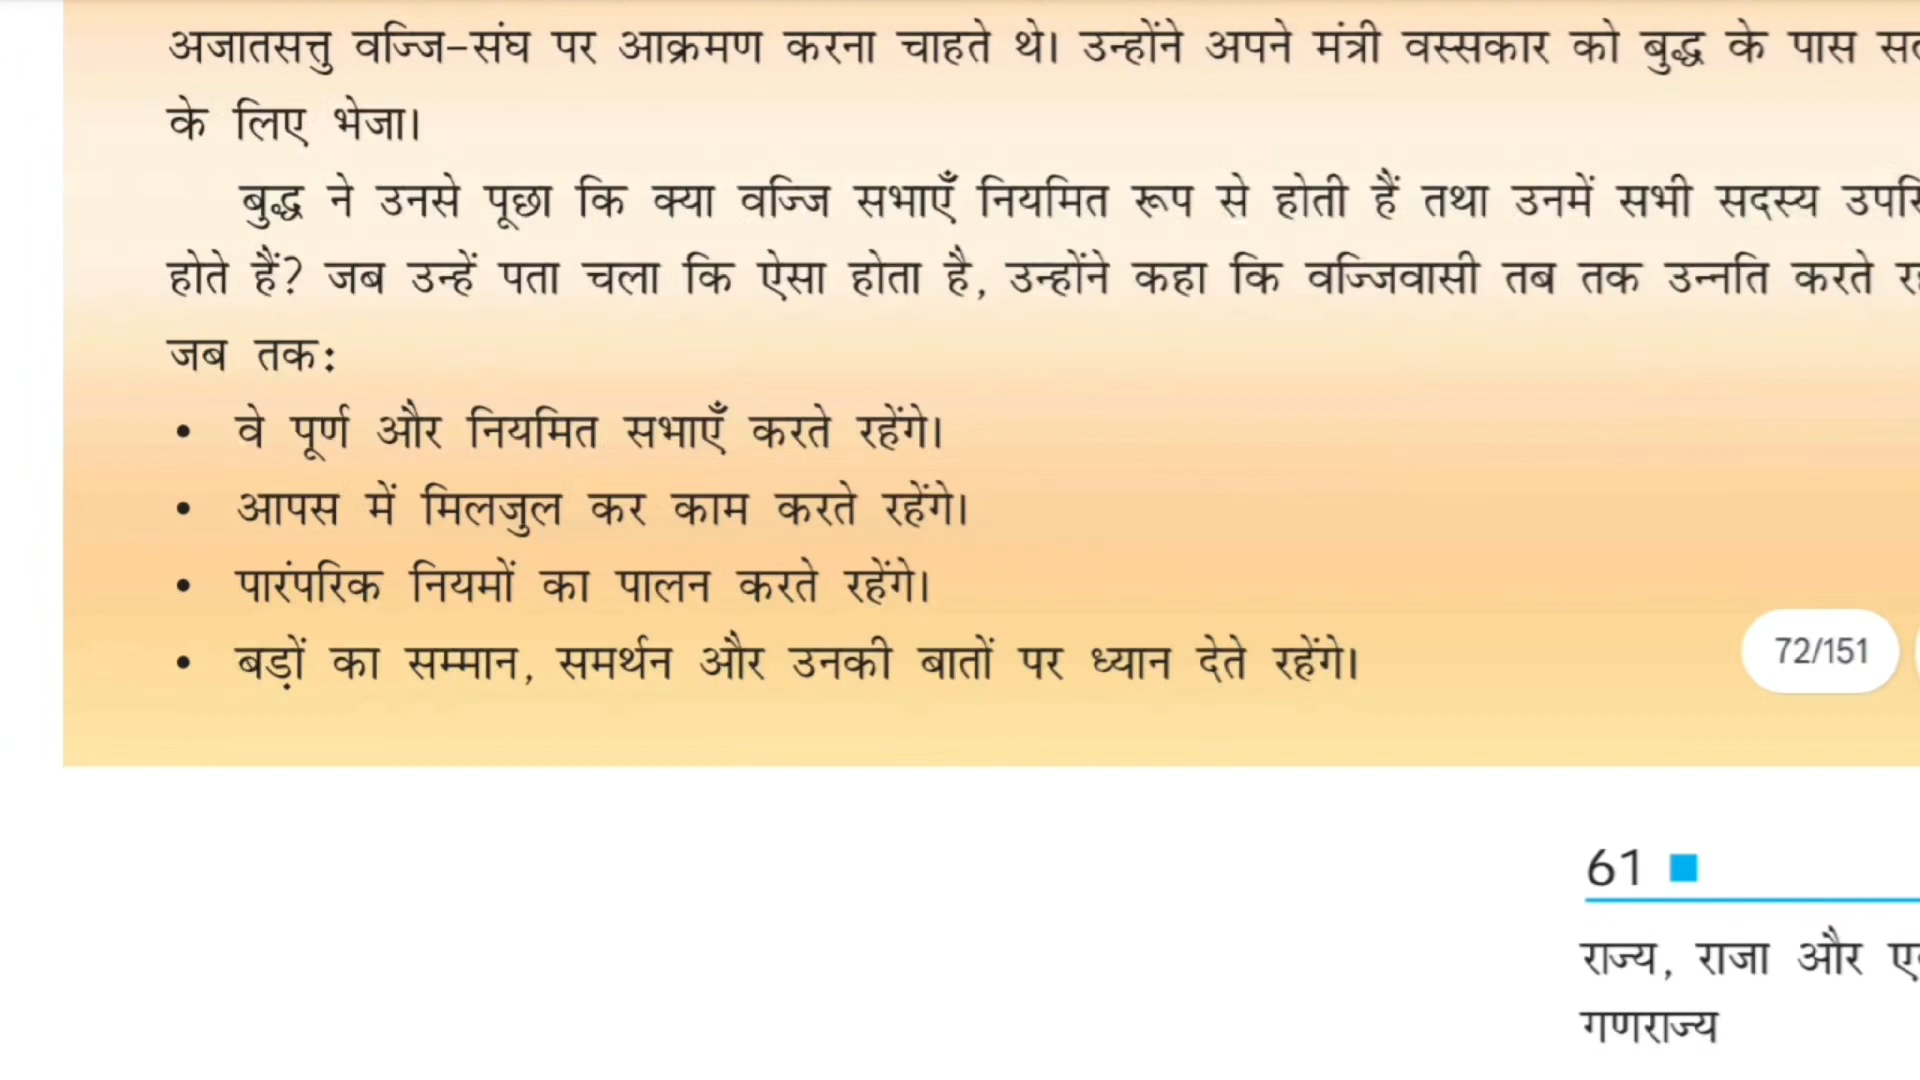 अजातसत्तु वज्जि-संघ पर आक्रमण करना चाहते थे। उन्होंने अपने मंत्री वस्सकार को बुद्ध के पास
के लिए भेजा।
बुद्ध ने उनसे पूछा कि क्या वज्जि सभाएँ नियमित रूप से होती हैं तथा उनमें सभी सदस्य
होते हैं? जब उन्हें पता चला कि ऐसा होता है, उन्होंने कहा कि वज्जिवासी तब तक उन्नति करते
जब तक:
• वे पूर्ण और नियमित सभाएँ करते रहेंगे।
• आपस में मिलजुल कर काम करते रहेंगे।
• पारंपरिक नियमों का पालन करते रहेंगे।
• बड़ों का सम्मान, समर्थन और उनकी बातों पर ध्यान देते रहेंगे।
72/151
61
राज्य, राजा और
गणराज्य